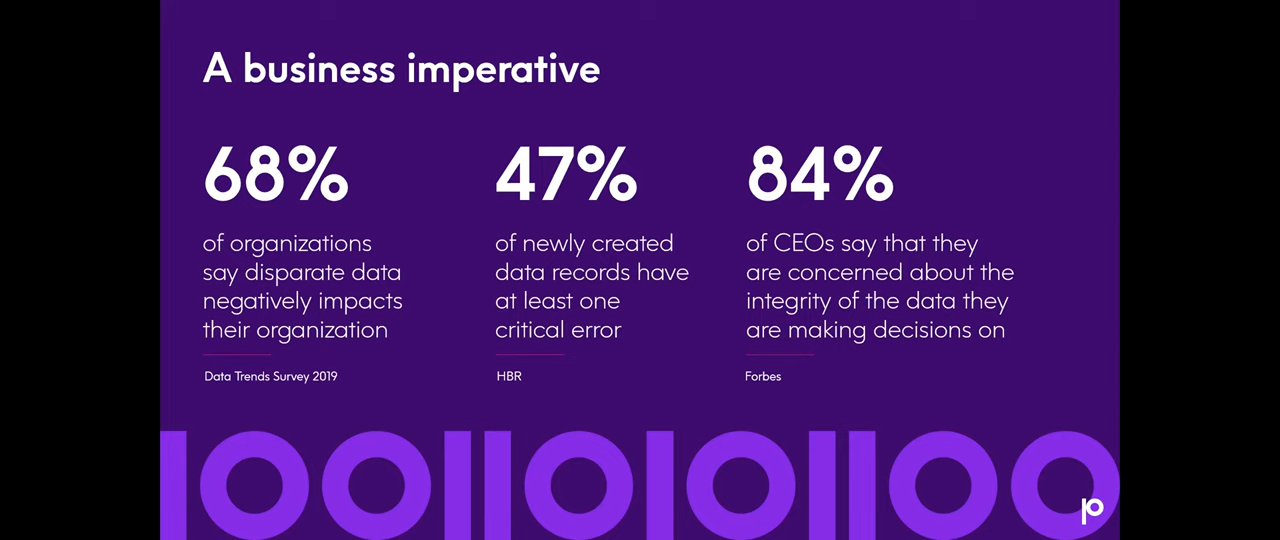 A business imperative
68%
of organizations
say disparate data
negatively impacts
their organization
Data Trends Survey 2019
47%
of newly created
data records have
at least one
critical error
HBR
84%
of CEOs say that they
are concerned about the
integrity of the data they
are making decisions on
Forbes
100110101100
p